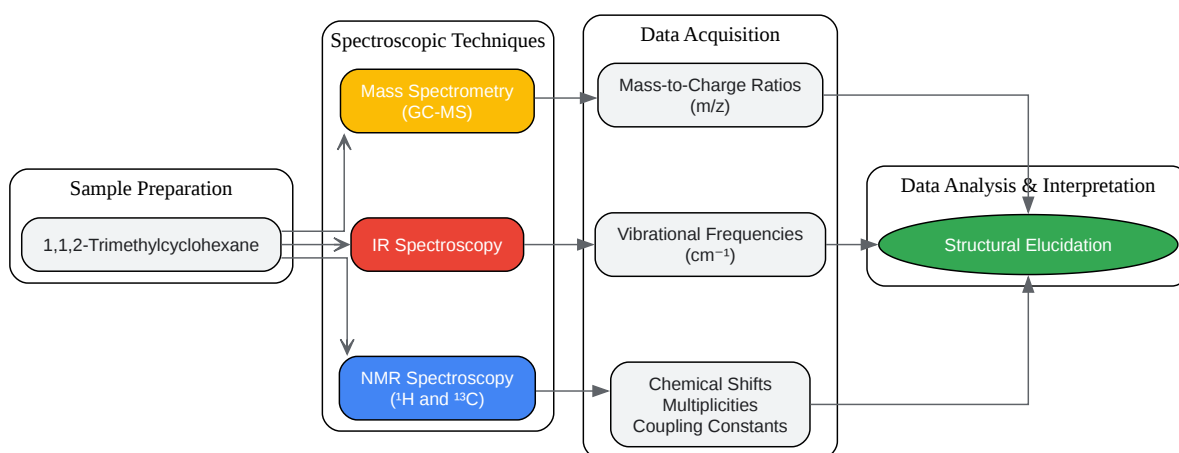 Sample Preparation
1,1,2-Trimethylcyclohexane
Spectroscopic Techniques
Mass Spectrometry
(GC-MS)
IR Spectroscopy
NMR Spectroscopy
(¹H and ¹³C)
Data Acquisition
Mass-to-Charge Ratios
(m/z)
Vibrational Frequencies
(cm⁻¹)
Chemical Shifts
Multiplicities
Coupling Constants
Data Analysis & Interpretation
Structural Elucidation